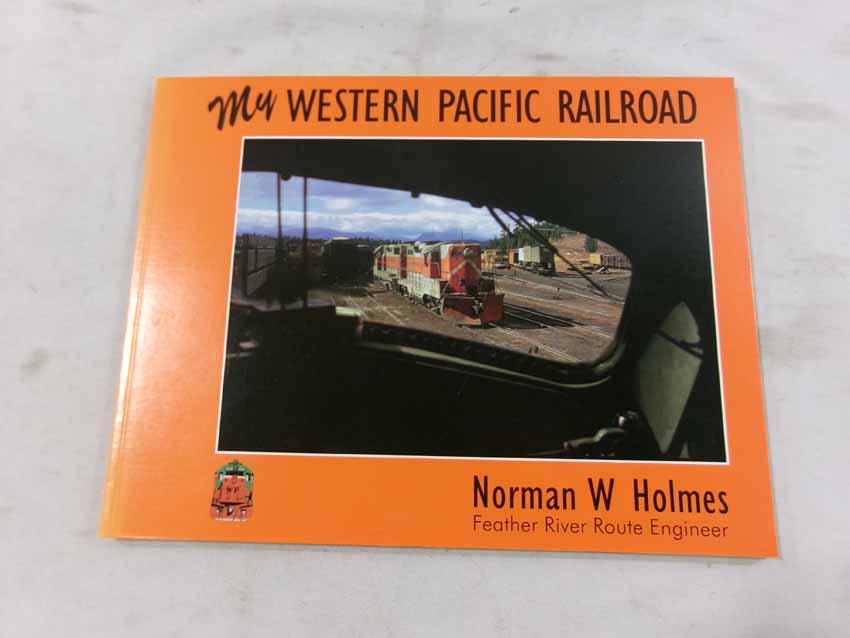 My WESTERN PACIFIC RAILROAD
Norman W Holmes
Feather River Route Engineer